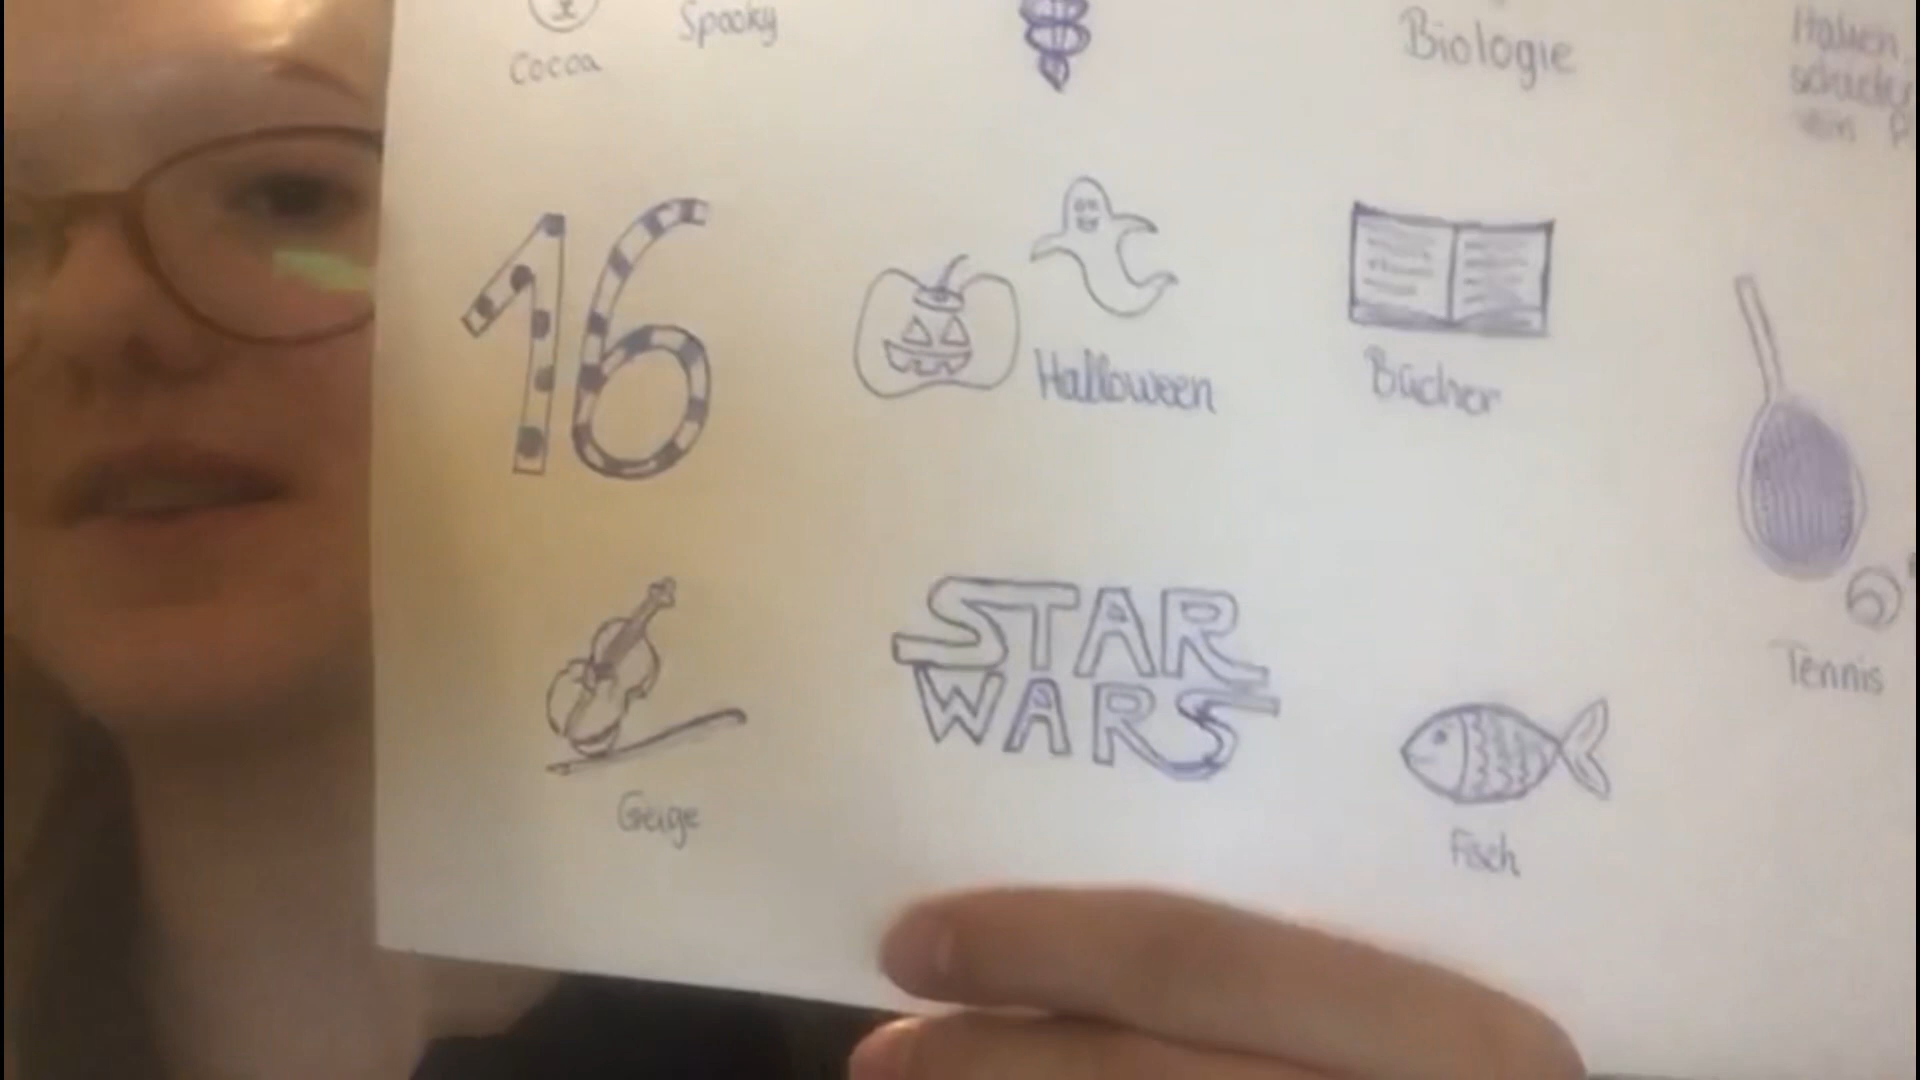 Cocoa
Spooky
Biologie
16
Halloween
Bücher
Tennis
Geige
STAR
WARS
Fisch